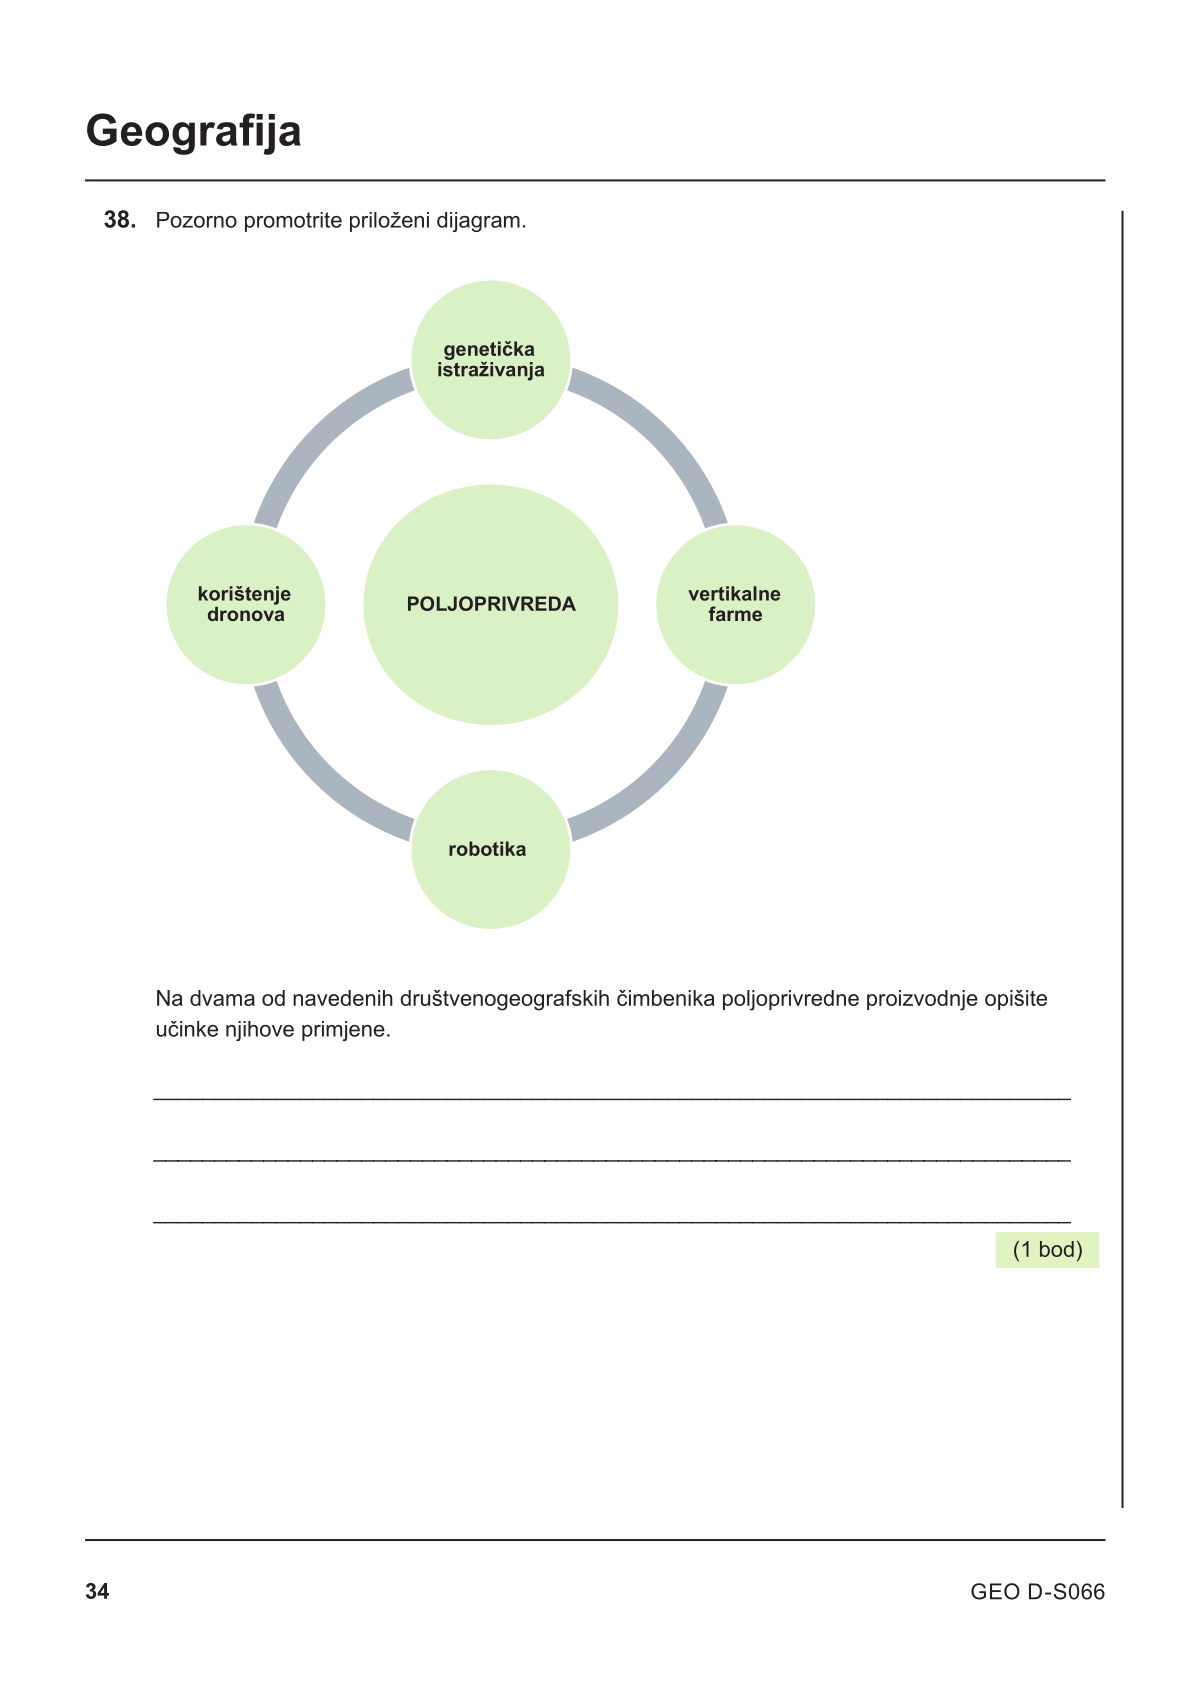 Geografija
38. Pozorno promotrite priloženi dijagram.
genetička
istraživanja
korištenje
dronova
POLJOPRIVREDA
vertikalne
farme
robotika
Na dvama od navedenih društvenogeografskih čimbenika poljoprivredne proizvodnje opišite
učinke njihove primjene.
(1 bod)
34
GEO D-S066